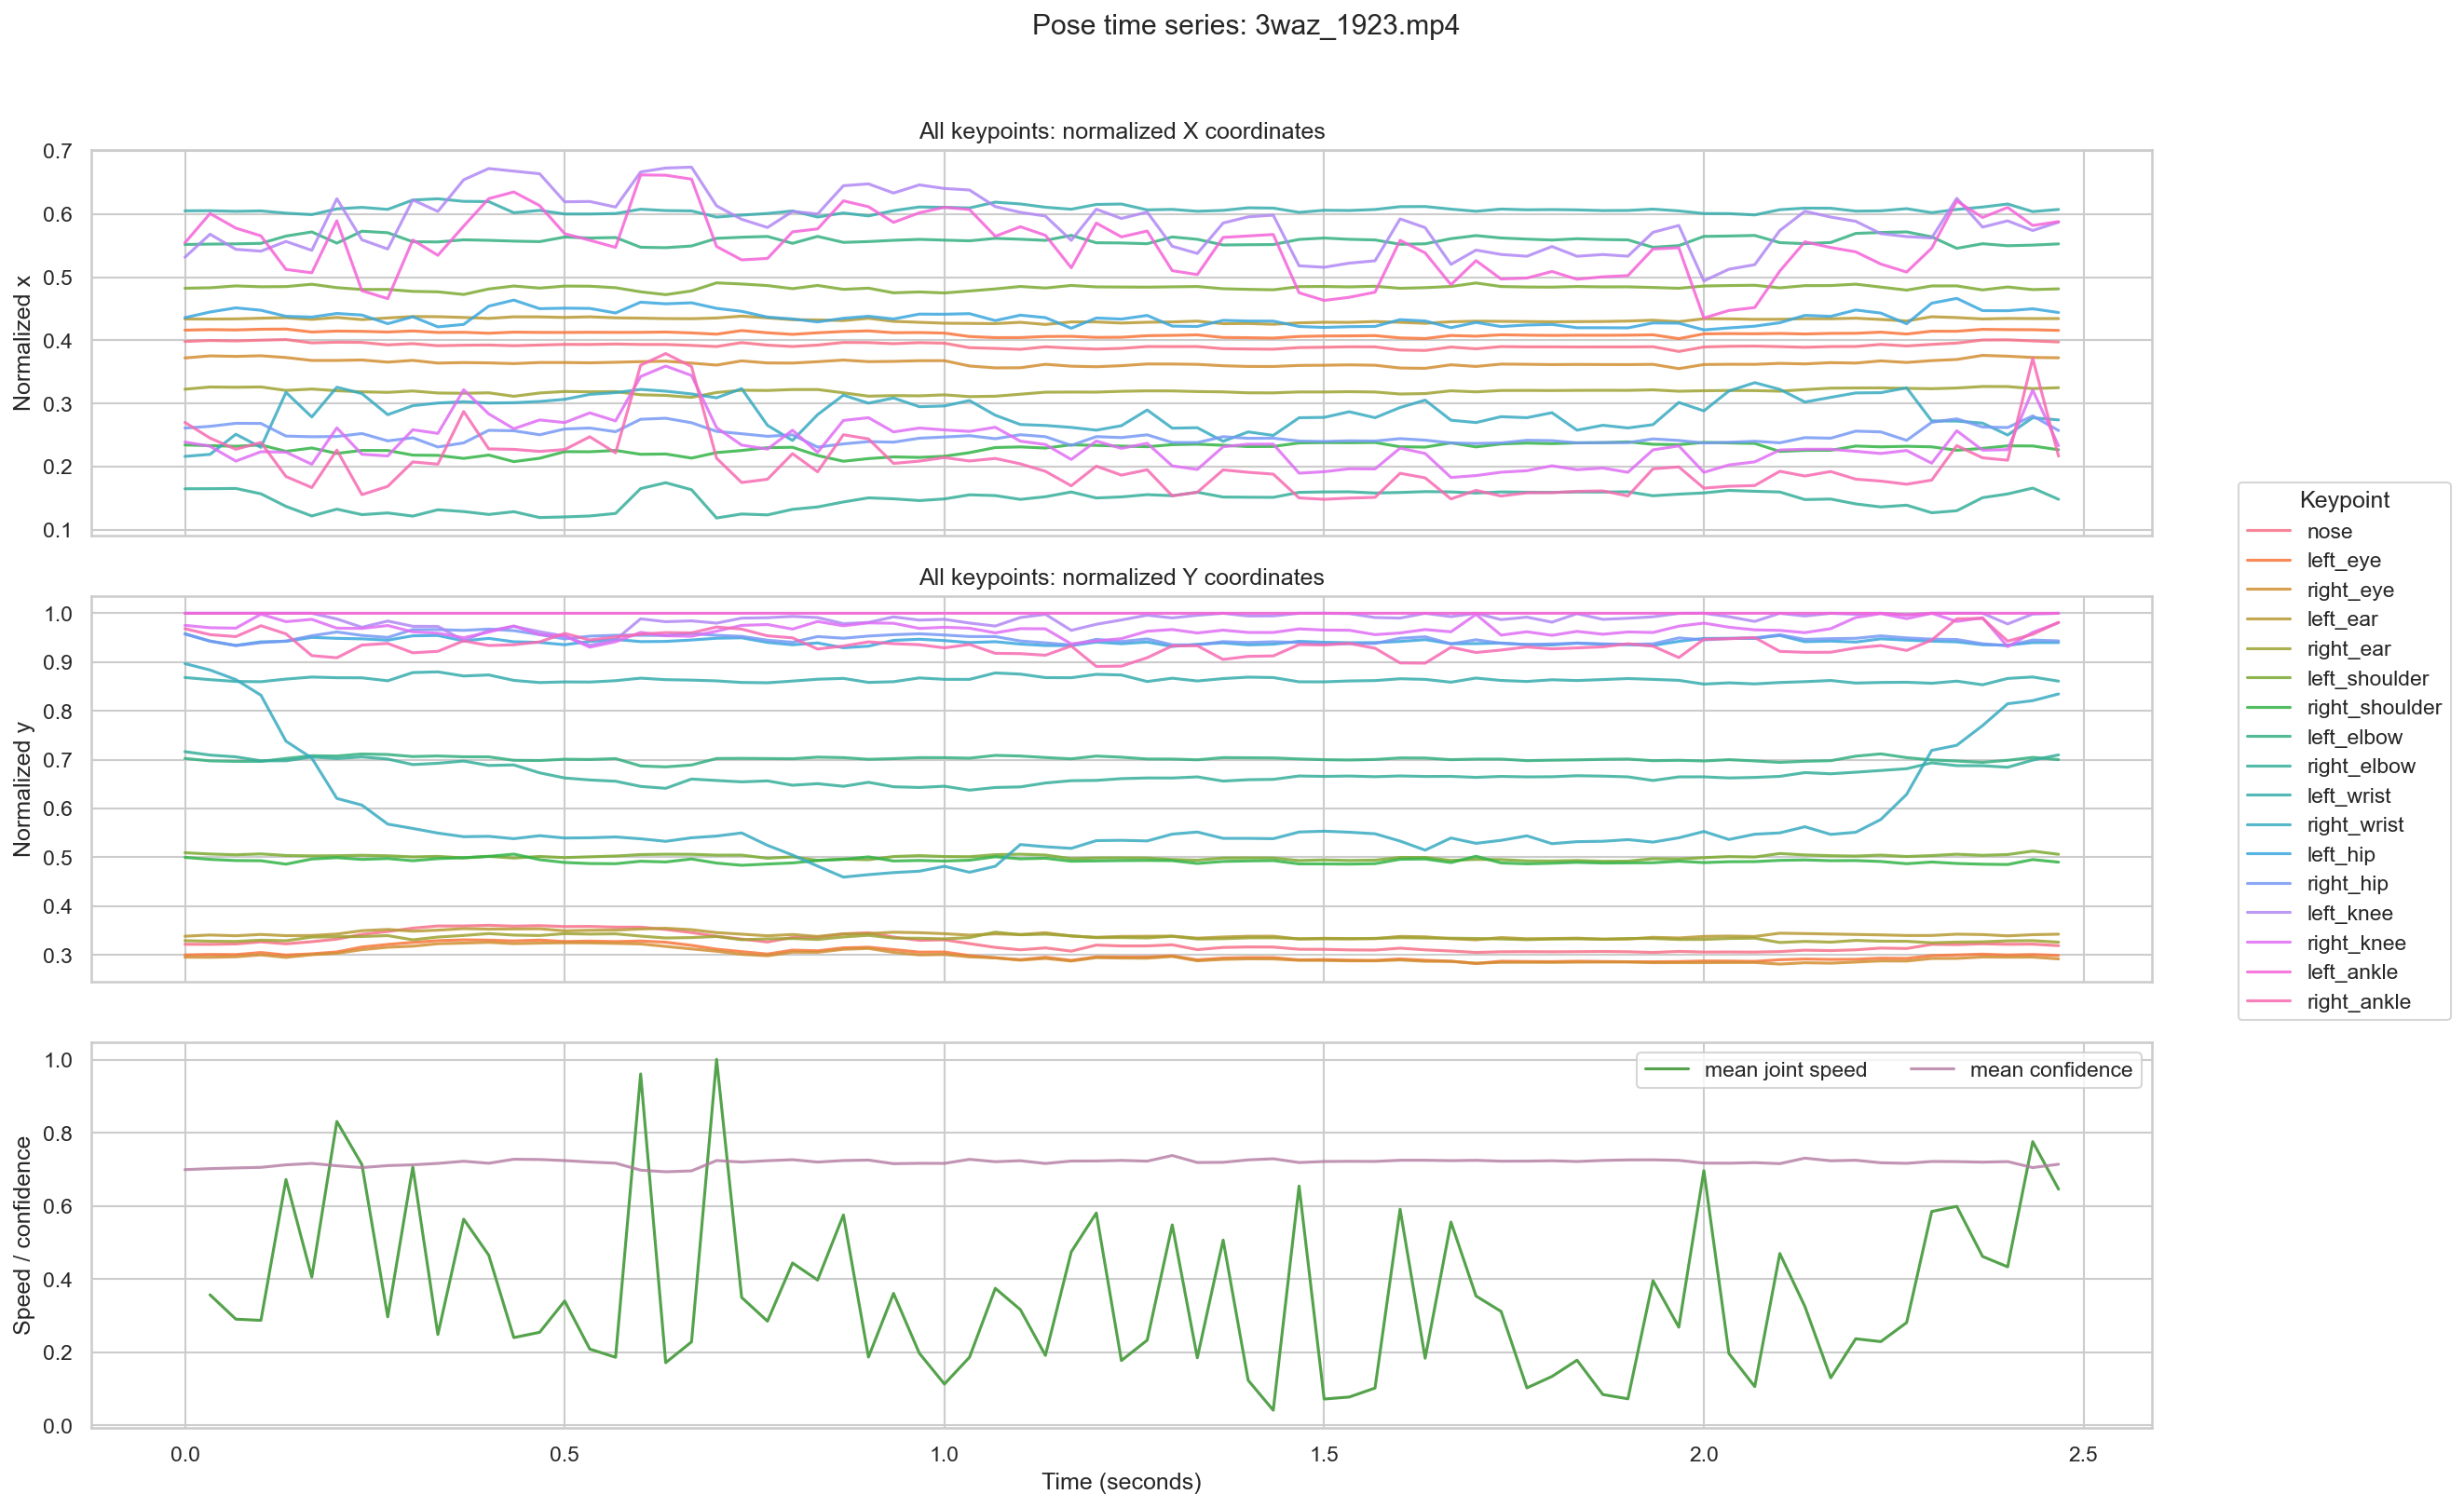 Pose time series: 3waz_1923.mp4
All keypoints: normalized X coordinates
Normalized x
0.7
0.6
0.5
0.4
0.3
0.2
0.1
All keypoints: normalized Y coordinates
Normalized y
1.0
0.9
0.8
0.7
0.6
0.5
0.4
0.3
Keypoint
nose
left_eye
right_eye
left_ear
right_ear
left_shoulder
right_shoulder
left_elbow
right_elbow
left_wrist
right_wrist
left_hip
right_hip
left_knee
right_knee
left_ankle
right_ankle
mean joint speed
mean confidence
Speed / confidence
1.0
0.8
0.6
0.4
0.2
0.0
0.0
0.5
1.0
1.5
2.0
2.5
Time (seconds)